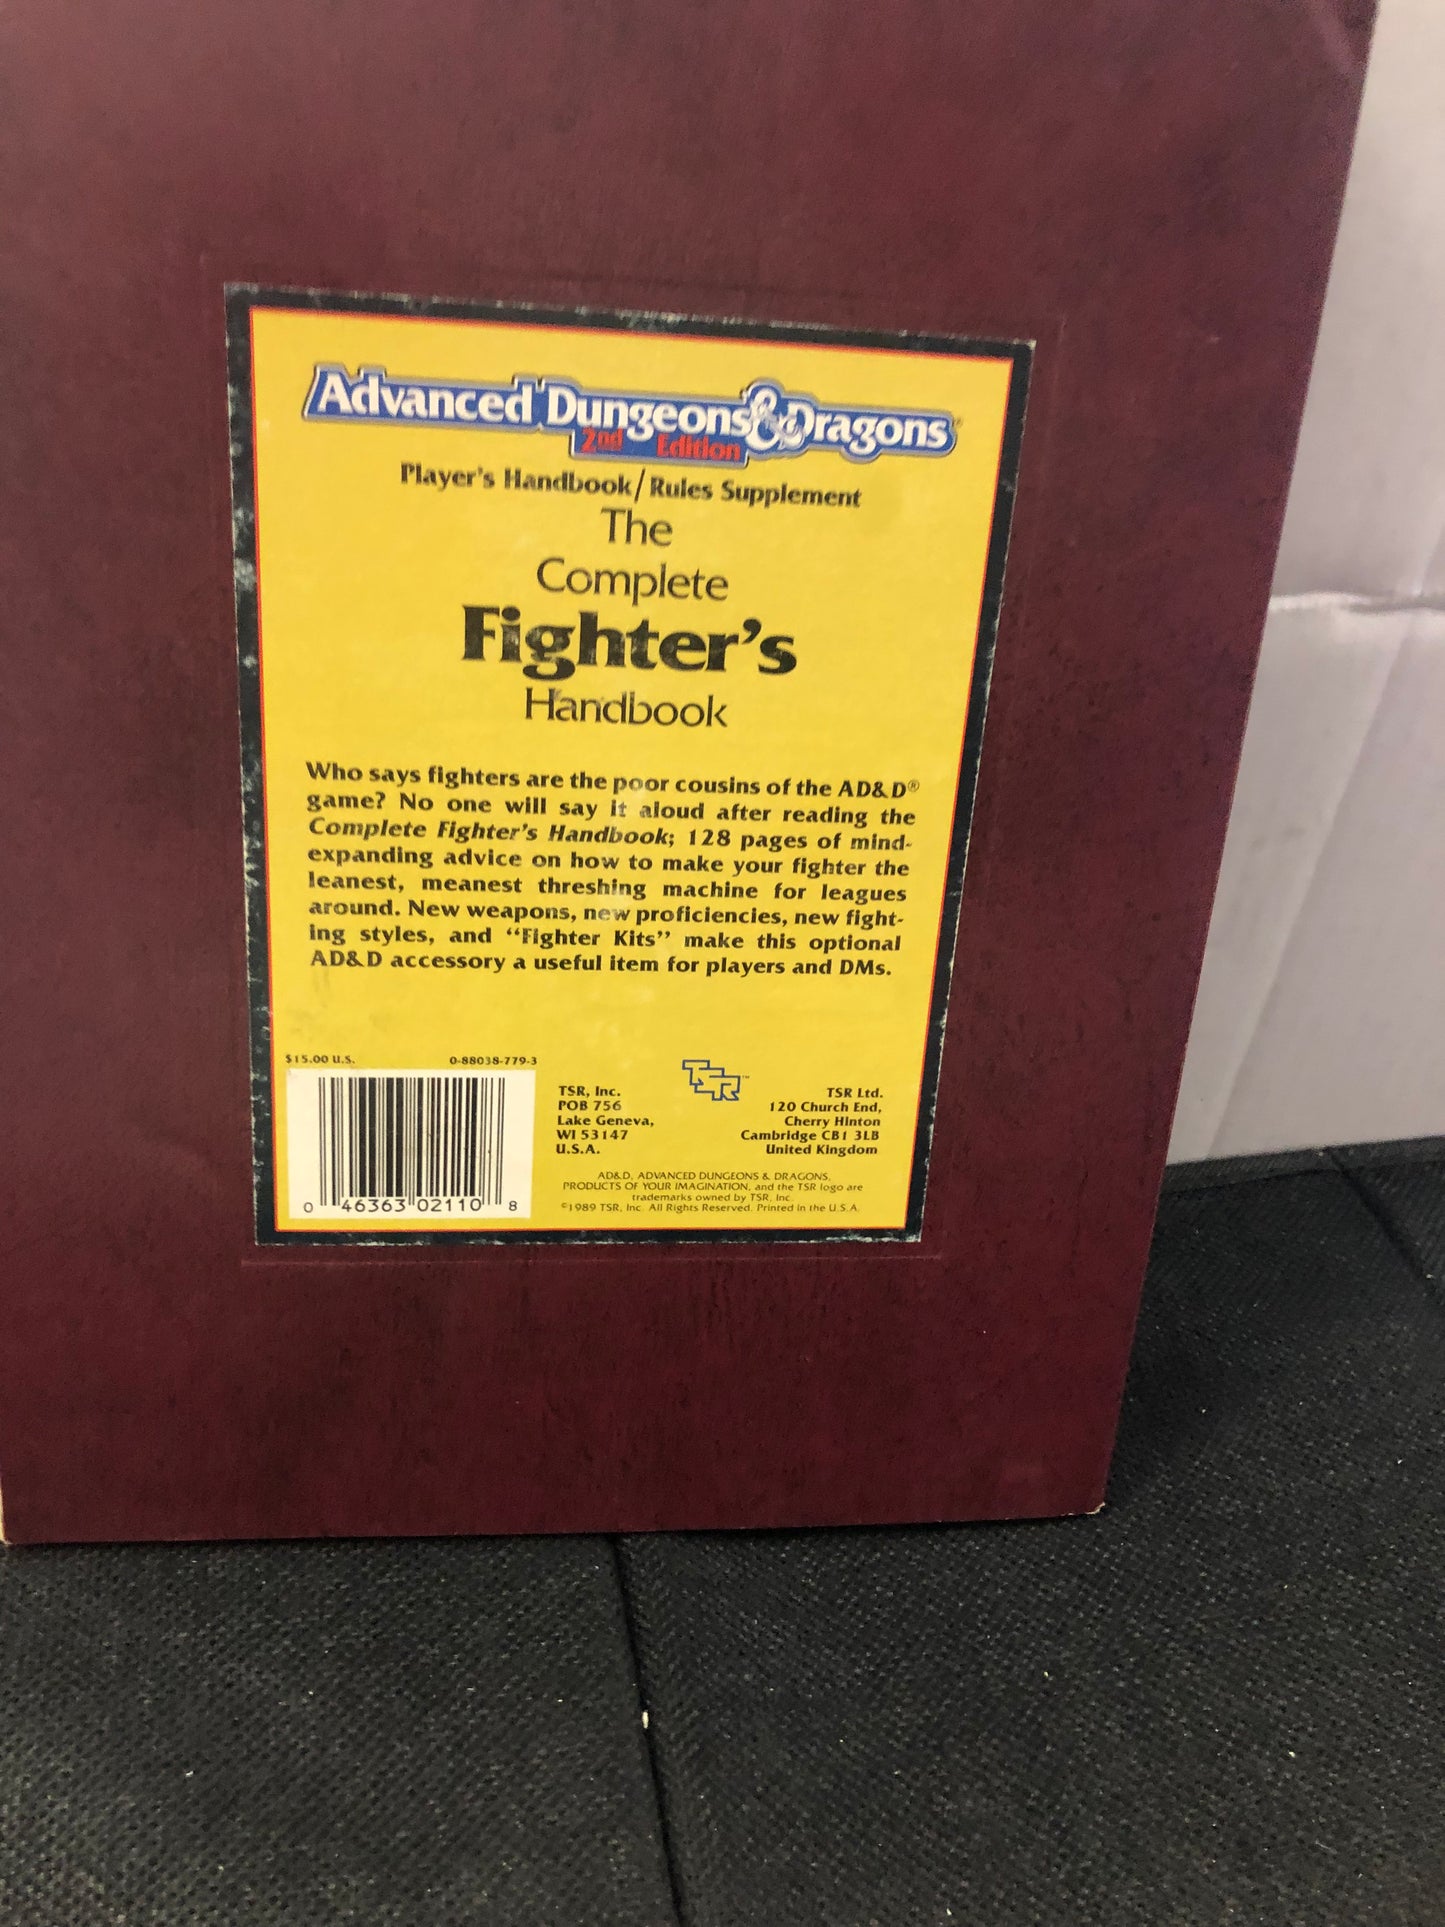 Advanced Dungeons & Dragons®
2nd Edition
Player's Handbook/Rules Supplement
The
Complete
Fighter's
Handbook
Who says fighters are the poor cousins of the AD&D®
game? No one will say it aloud after reading the
Complete Fighter's Handbook; 128 pages of mind-
expanding advice on how to make your fighter the
leanest, meanest threshing machine for leagues
around. New weapons, new proficiencies, new fight-
ing styles, and “Fighter Kits” make this optional
AD&D accessory a useful item for players and DMs.
$15.00 U.S.
0-88038-779-3
0 46363 02110 8
TSR, Inc.
POB 756
Lake Geneva,
WI 53147
U.S.A.
TSR™
TSR Ltd.
120 Church End,
Cherry Hinton
Cambridge CB1 3LB
United Kingdom
AD&D, ADVANCED DUNGEONS & DRAGONS,
PRODUCTS OF YOUR IMAGINATION, and the TSR logo are
trademarks owned by TSR, Inc.
©1989 TSR, Inc. All Rights Reserved. Printed in the U.S.A.